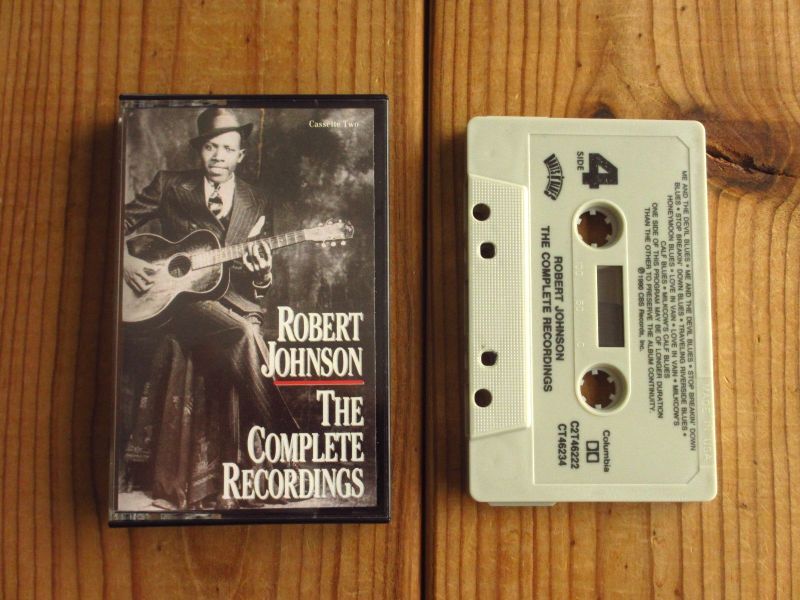 Cassette Two
ROBERT
JOHNSON
THE
COMPLETE
RECORDINGS
ME AND THE DEVIL BLUES • ME AND THE DEVIL BLUES • STOP BREAKIN' DOWN
BLUES • STOP BREAKIN' DOWN BLUES • TRAVELING RIVERSIDE BLUES •
HONEYMOON BLUES • LOVE IN VAIN • LOVE IN VAIN • MILKCOW'S
CALF BLUES • MILKCOW'S CALF BLUES
ONE SIDE OF THIS PROGRAM MAY BE OF LONGER DURATION
THAN THE OTHER TO PRESERVE THE ALBUM CONTINUITY.
℗ 1990 CBS Records, Inc.
4
SIDE
ROBERT JOHNSON
THE COMPLETE RECORDINGS
Columbia
C2T46222
CT46234